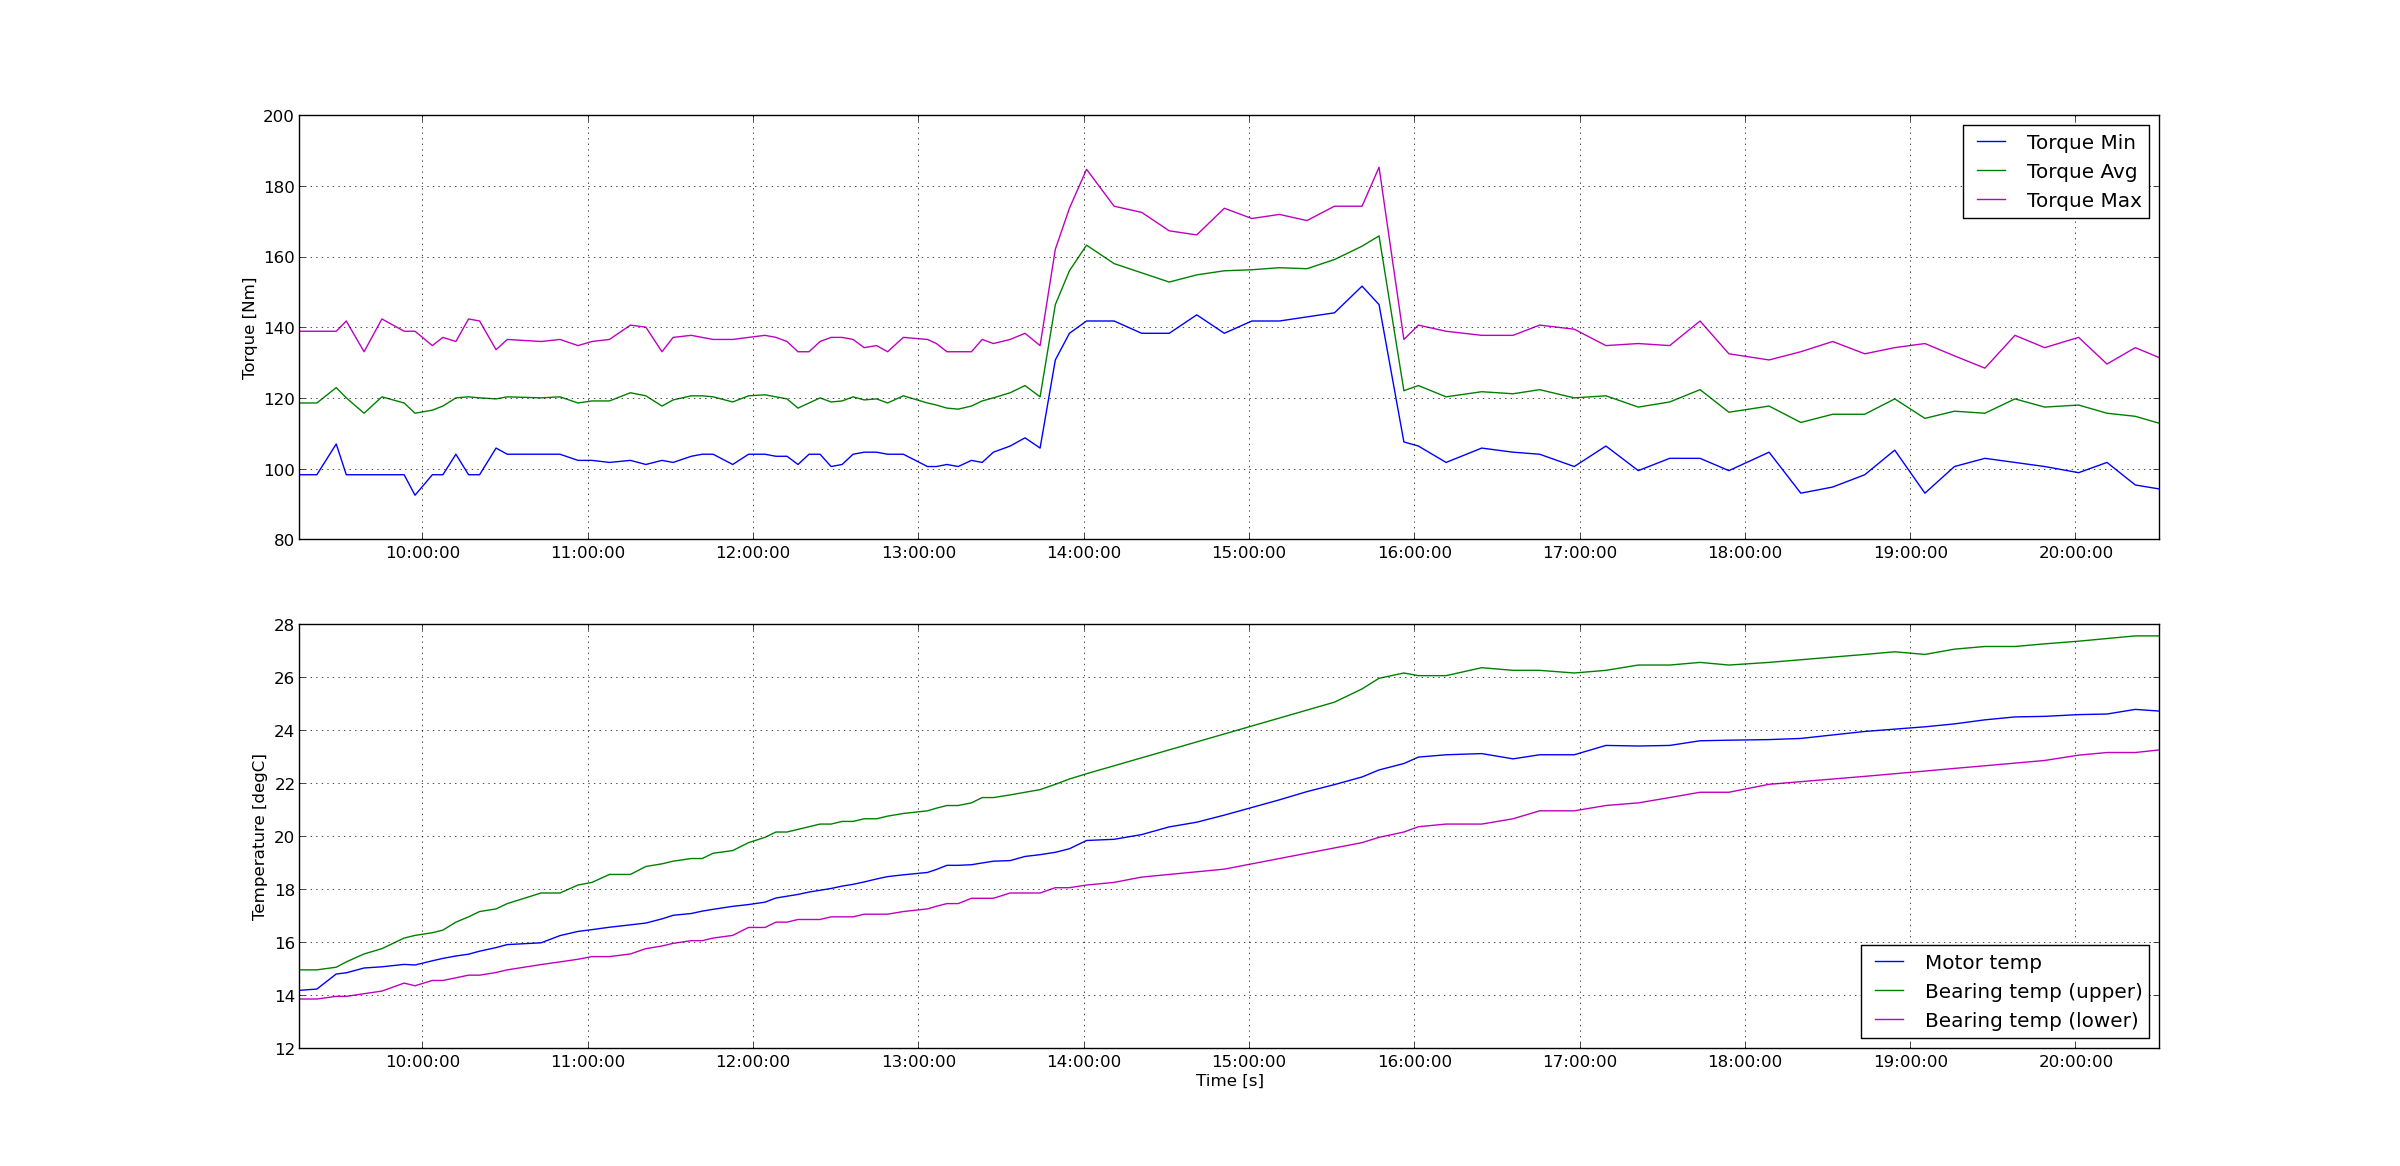 200
180
160
140
120
100
80
Torque [Nm]
Torque Min
Torque Avg
Torque Max
10:00:00 11:00:00 12:00:00 13:00:00 14:00:00 15:00:00 16:00:00 17:00:00 18:00:00 19:00:00 20:00:00
28
26
24
22
20
18
16
14
12
Temperature [degC]
Motor temp
Bearing temp (upper)
Bearing temp (lower)
10:00:00 11:00:00 12:00:00 13:00:00 14:00:00 15:00:00 16:00:00 17:00:00 18:00:00 19:00:00 20:00:00
Time [s]